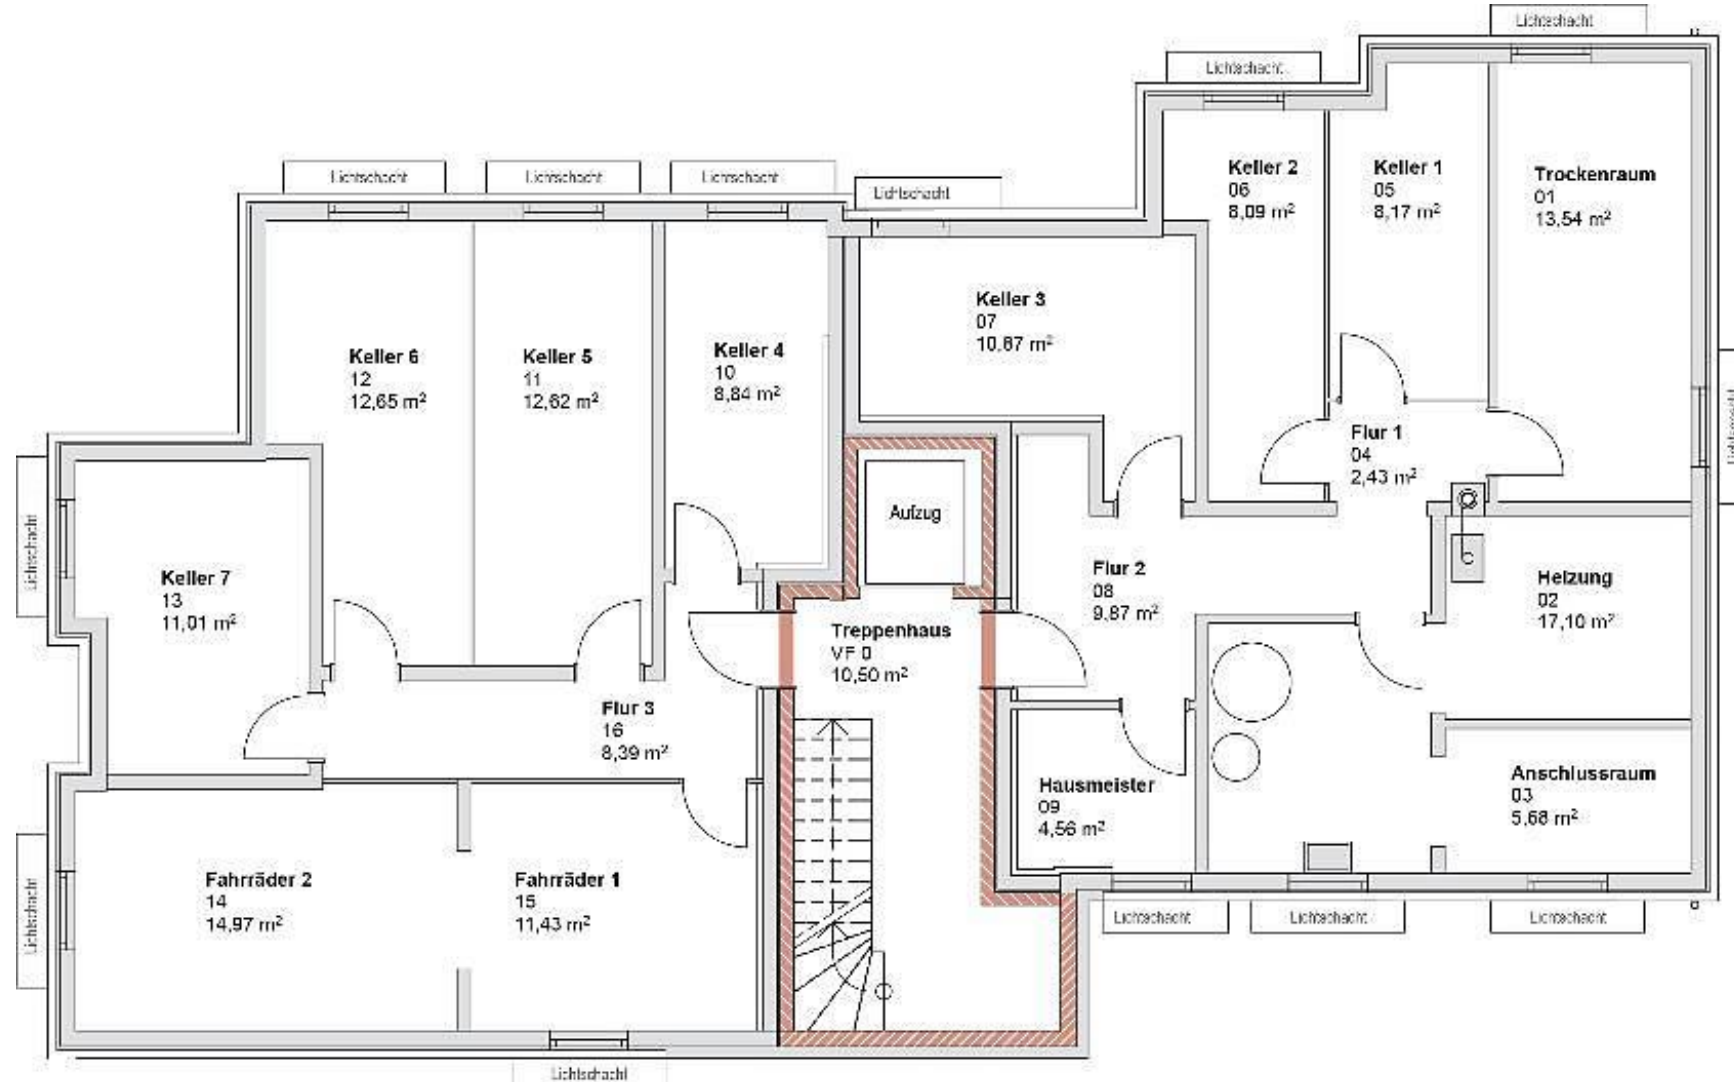 Lichtschacht
Lichtschacht
Lichtschacht
Lichtschacht
Lichtschacht
Lichtschacht
Keller 2
06
8,09 m²
Keller 1
05
8,17 m²
Trockenraum
01
13,54 m²
Keller 3
07
10,87 m²
Keller 6
12
12,65 m²
Keller 5
11
12,62 m²
Keller 4
10
8,84 m²
Lichtschacht
Flur 1
04
2,43 m²
Aufzug
Lichtschacht
Keller 7
13
11,01 m²
Flur 2
08
9,87 m²
Heizung
02
17,10 m²
Treppenhaus
VF 0
10,50 m²
Flur 3
16
8,39 m²
Hausmeister
09
4,56 m²
Anschlussraum
03
5,68 m²
Lichtschacht
Fahrräder 2
14
14,97 m²
Fahrräder 1
15
11,43 m²
Lichtschacht
Lichtschacht
Lichtschacht
Lichtschacht